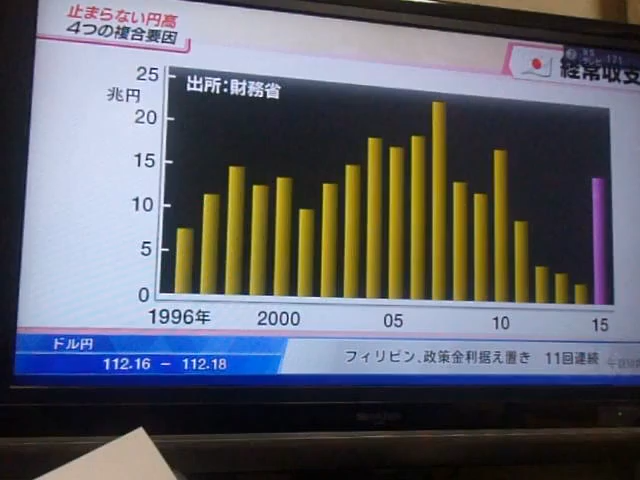 止まらない円高
4つの複合要因
経常収支
兆円
出所:財務省
25
20
15
10
5
0
1996年
2000
05
10
15
ドル円
112.16 － 112.18
フィリピン、政策金利据え置き 11回連続
SHARP